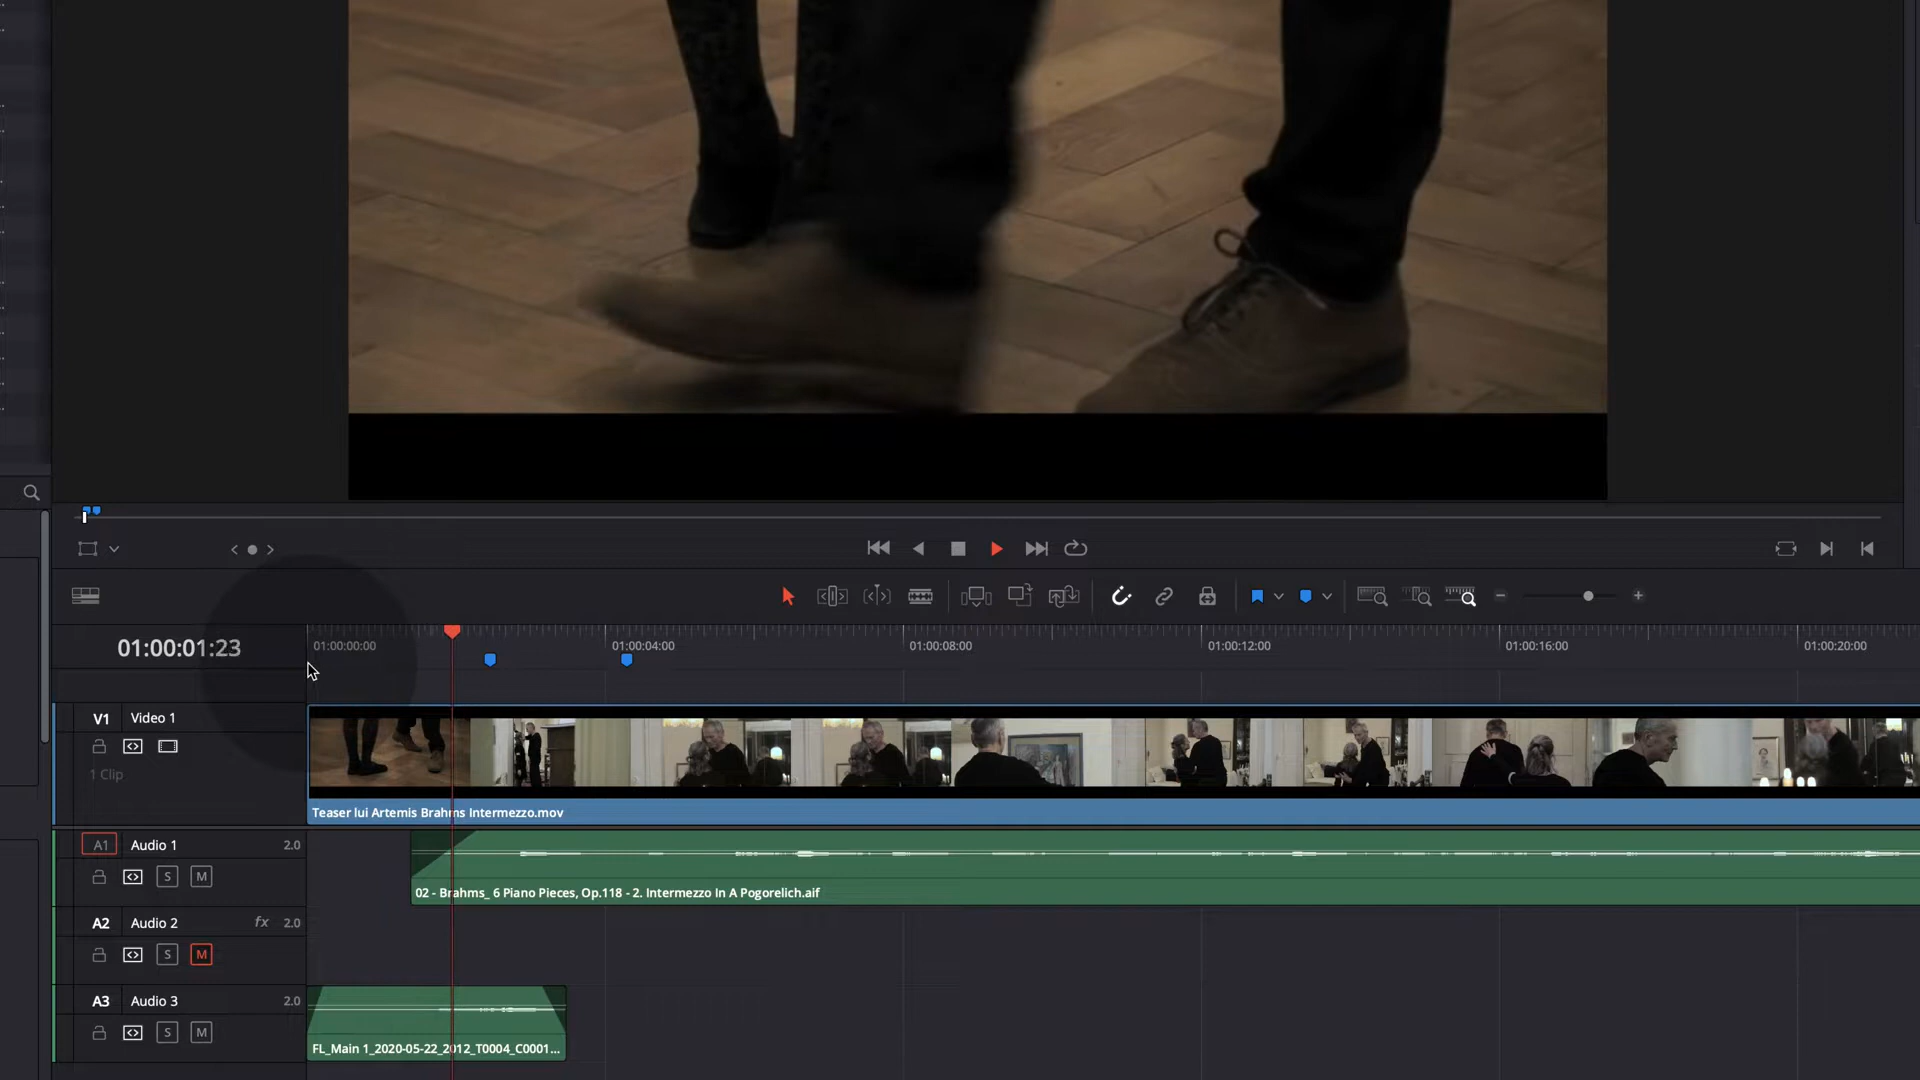 01:00:01:23
01:00:00:00
01:00:04:00
01:00:08:00
01:00:12:00
01:00:16:00
01:00:20:00
V1 Video 1
1 Clip
Teaser lui Artemis Brahms Intermezzo.mov
A1 Audio 1 2.0
S M
02 - Brahms_ 6 Piano Pieces, Op.118 - 2. Intermezzo In A Pogorelich.aif
A2 Audio 2 fx 2.0
S M
A3 Audio 3 2.0
S M
FL_Main 1_2020-05-22_2012_T0004_C0001...